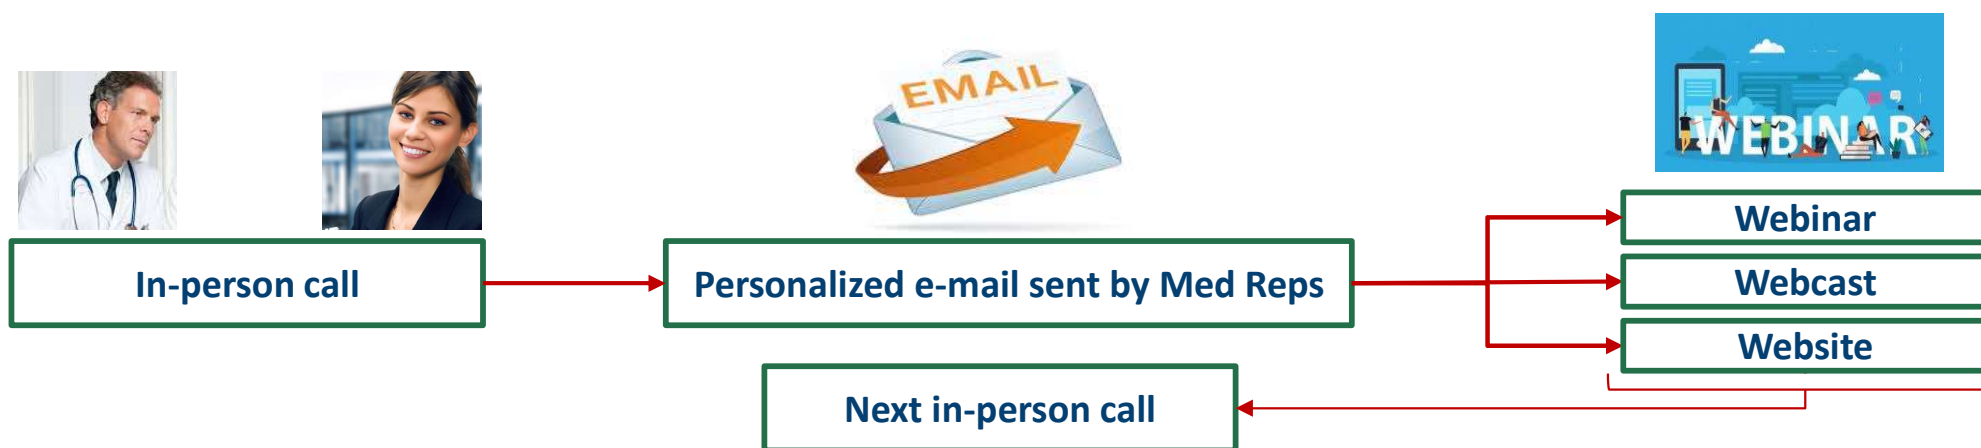 EMAIL
WEBINAR
Webinar
In-person call
Personalized e-mail sent by Med Reps
Webcast
Website
Next in-person call